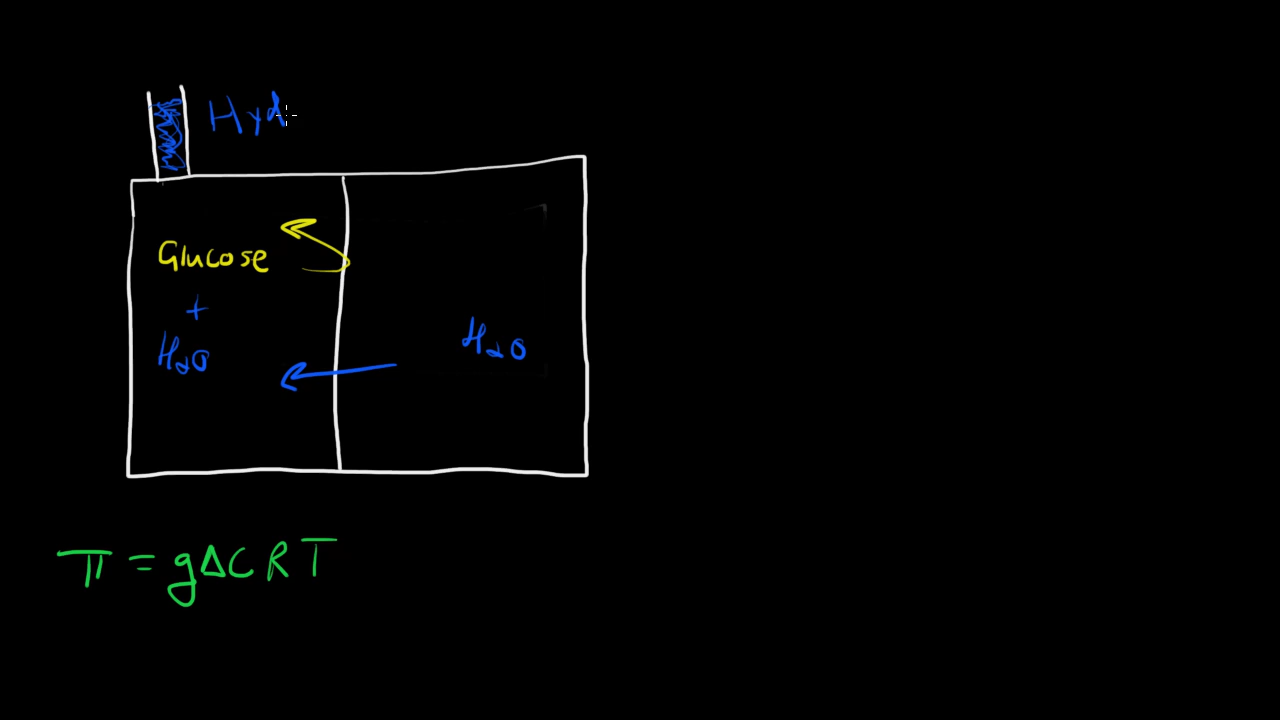 Hyd
Glucose
+
H2O
H2O
π = gΔCRT